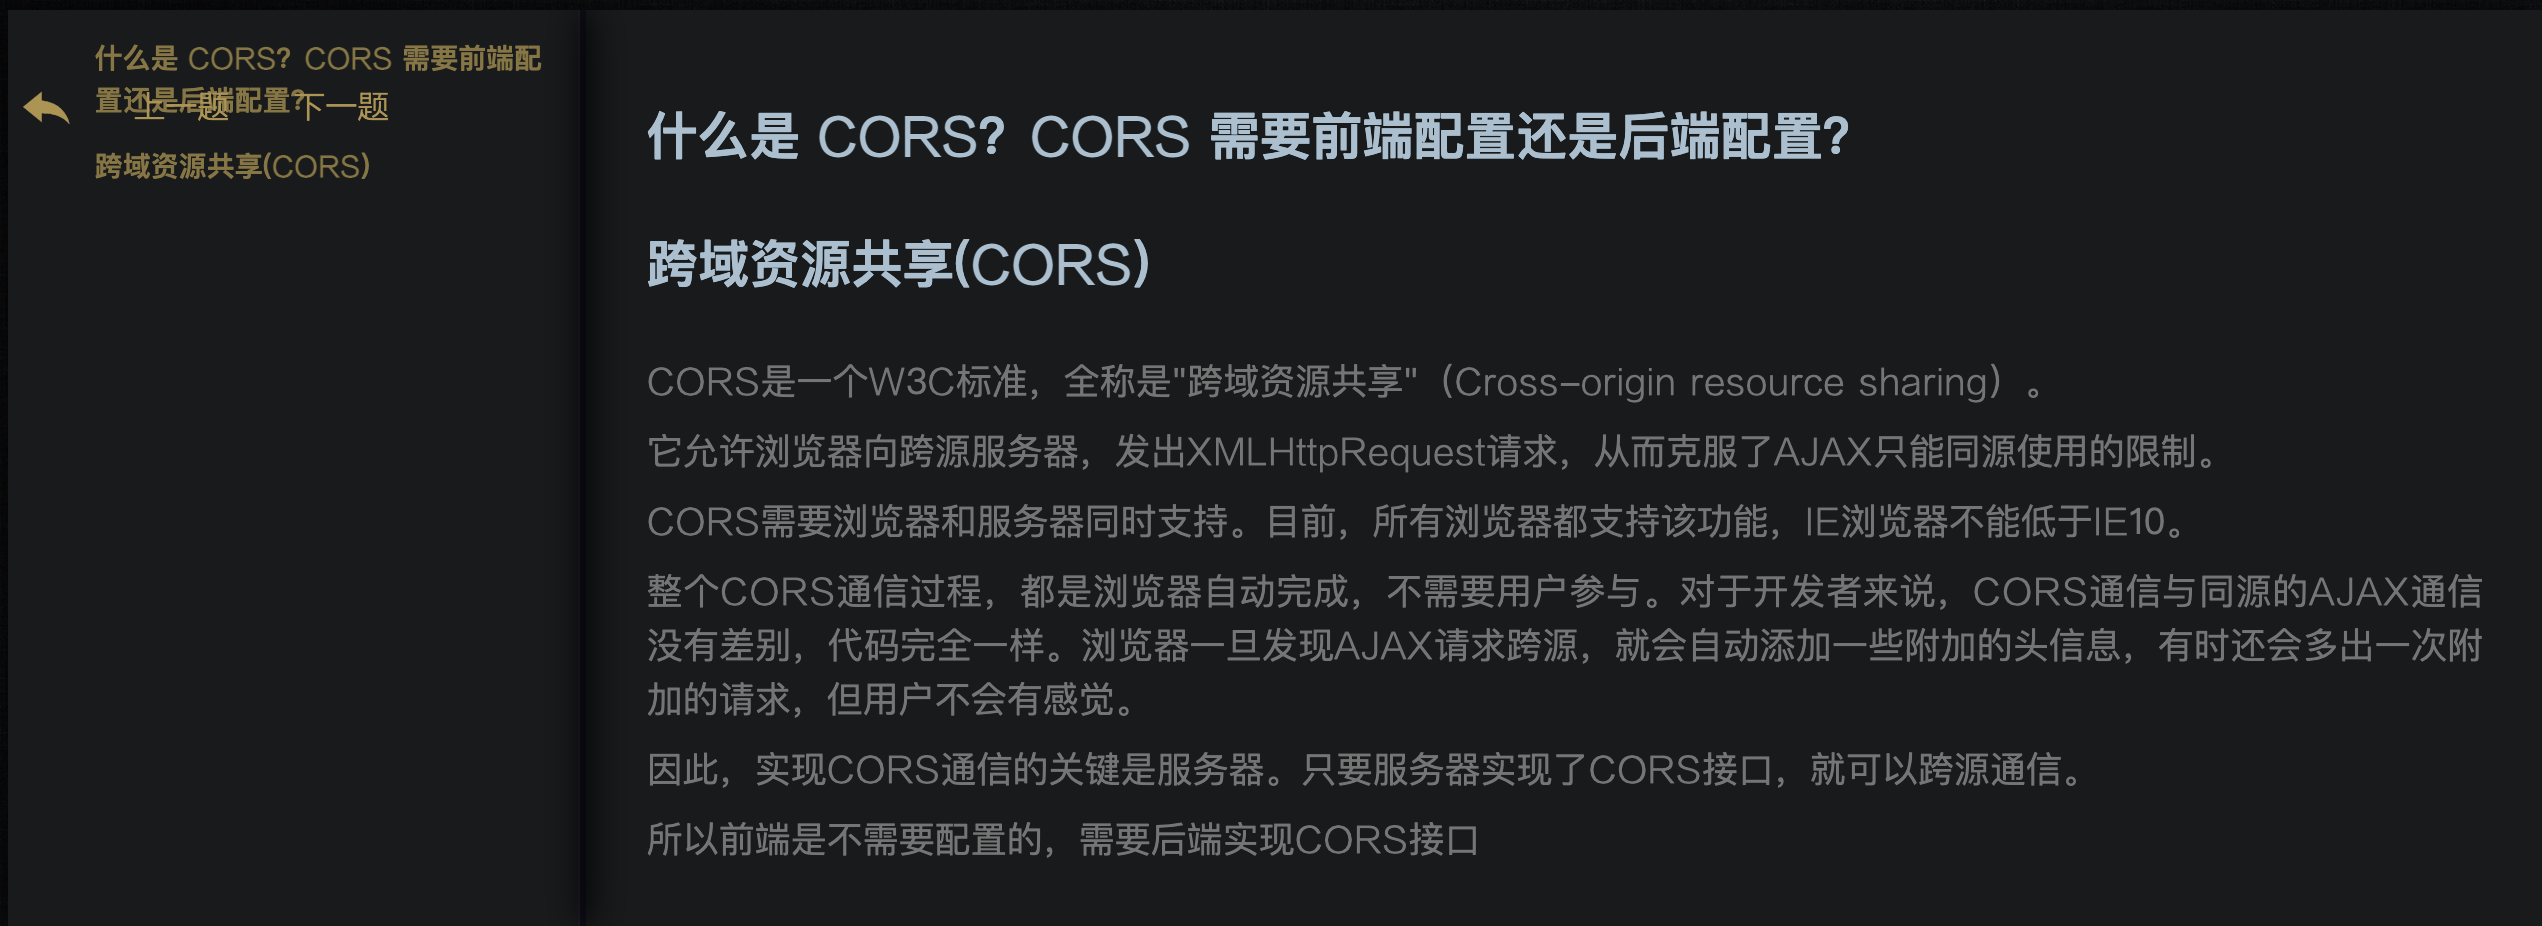 什么是 CORS？CORS 需要前端配
置还是后端配置？
上一题 下一题
跨域资源共享(CORS)
什么是 CORS？CORS 需要前端配置还是后端配置？
跨域资源共享(CORS)
CORS是一个W3C标准，全称是"跨域资源共享"（Cross-origin resource sharing）。
它允许浏览器向跨源服务器，发出XMLHttpRequest请求，从而克服了AJAX只能同源使用的限制。
CORS需要浏览器和服务器同时支持。目前，所有浏览器都支持该功能，IE浏览器不能低于IE10。
整个CORS通信过程，都是浏览器自动完成，不需要用户参与。对于开发者来说，CORS通信与同源的AJAX通信
没有差别，代码完全一样。浏览器一旦发现AJAX请求跨源，就会自动添加一些附加的头信息，有时还会多出一次附
加的请求，但用户不会有感觉。
因此，实现CORS通信的关键是服务器。只要服务器实现了CORS接口，就可以跨源通信。
所以前端是不需要配置的，需要后端实现CORS接口